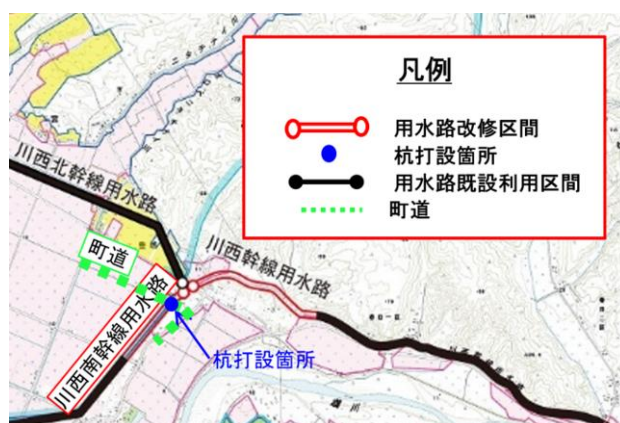 凡例
用水路改修区間
杭打設箇所
用水路既設利用区間
町道
川西北幹線用水路
川西幹線用水路
町道
川西南幹線用水路
杭打設箇所